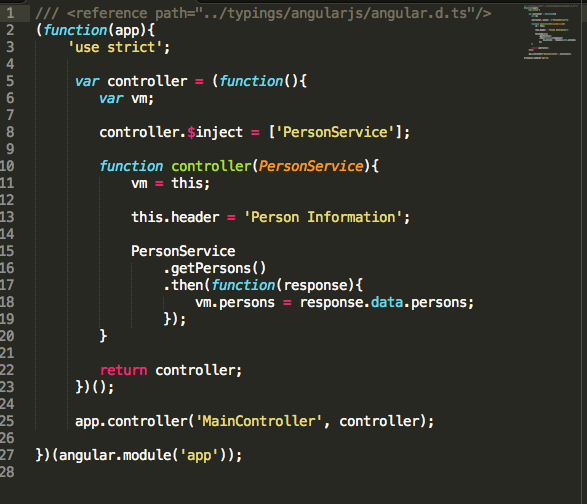 1 /// <reference path="../typings/angularjs/angular.d.ts"/>
2 (function(app){
3     'use strict';
4
5     var controller = (function(){
6        var vm;
7
8        controller.$inject = ['PersonService'];
9
10        function controller(PersonService){
11            vm = this;
12
13            this.header = 'Person Information';
14
15            PersonService
16                .getPersons()
17                .then(function(response){
18                    vm.persons = response.data.persons;
19                });
20        }
21
22        return controller;
23     })();
24
25     app.controller('MainController', controller);
26
27 })(angular.module('app'));
28